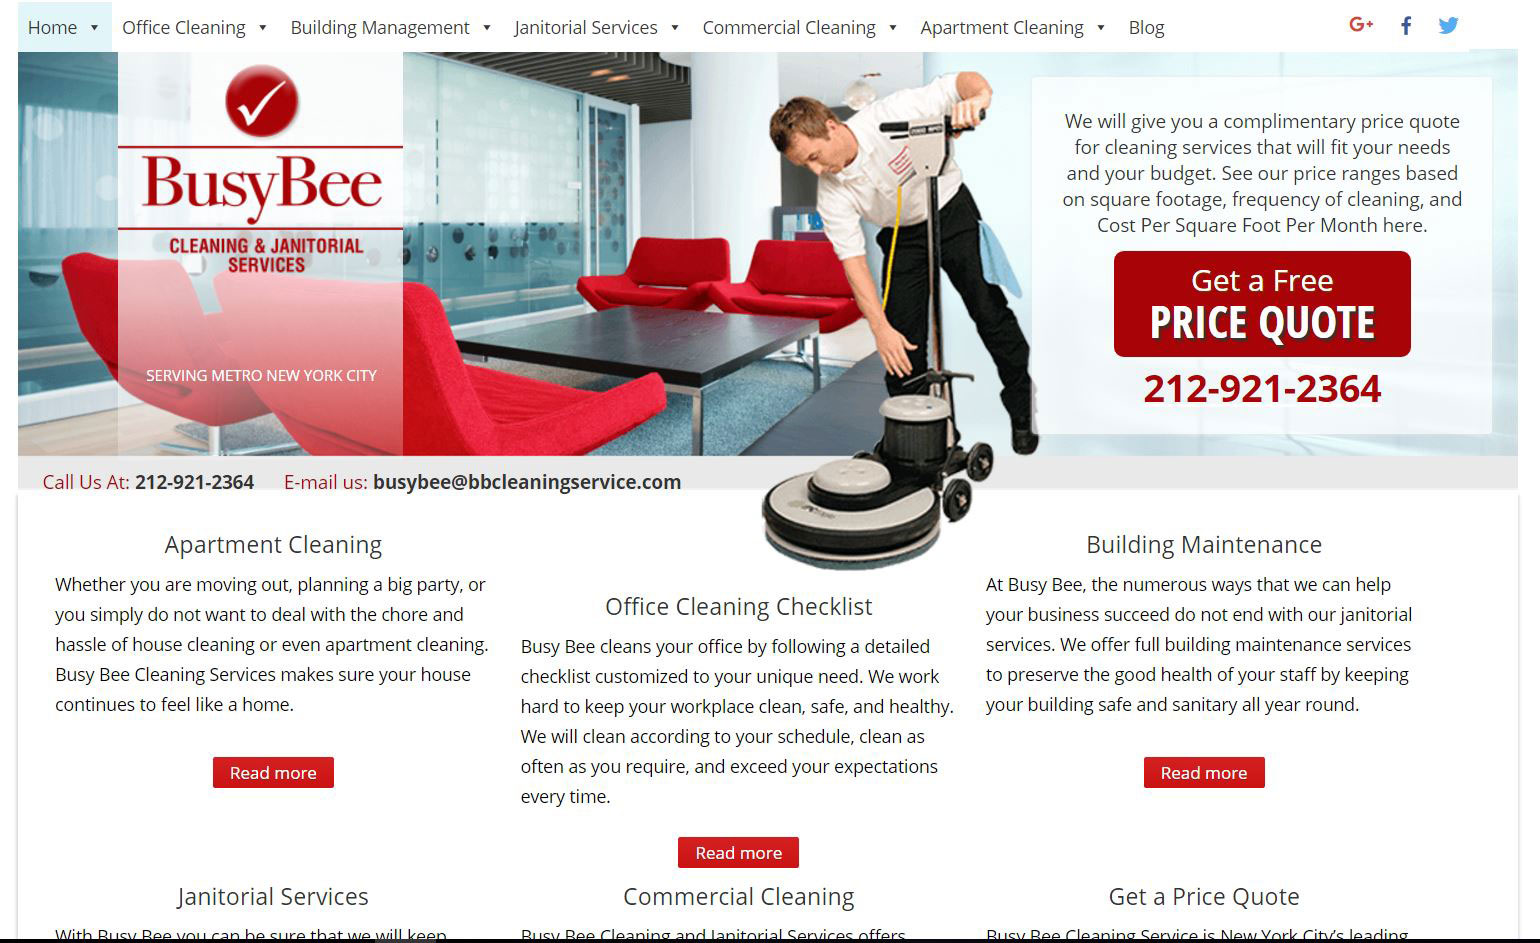 Home
Office Cleaning
Building Management
Janitorial Services
Commercial Cleaning
Apartment Cleaning
Blog
BusyBee
CLEANING & JANITORIAL
SERVICES
SERVING METRO NEW YORK CITY
We will give you a complimentary price quote
for cleaning services that will fit your needs
and your budget. See our price ranges based
on square footage, frequency of cleaning, and
Cost Per Square Foot Per Month here.
Get a Free
PRICE QUOTE
212-921-2364
Call Us At: 212-921-2364 E-mail us: busybee@bbcleaningservice.com
Apartment Cleaning
Whether you are moving out, planning a big party, or
you simply do not want to deal with the chore and
hassle of house cleaning or even apartment cleaning.
Busy Bee Cleaning Services makes sure your house
continues to feel like a home.
Read more
Office Cleaning Checklist
Busy Bee cleans your office by following a detailed
checklist customized to your unique need. We work
hard to keep your workplace clean, safe, and healthy.
We will clean according to your schedule, clean as
often as you require, and exceed your expectations
every time.
Read more
Building Maintenance
At Busy Bee, the numerous ways that we can help
your business succeed do not end with our janitorial
services. We offer full building maintenance services
to preserve the good health of your staff by keeping
your building safe and sanitary all year round.
Read more
Janitorial Services
With Busy Bee you can be sure that we will keep
Commercial Cleaning
Busy Bee Cleaning and Janitorial Services offers
Get a Price Quote
Busy Bee Cleaning Service is New York City's leading